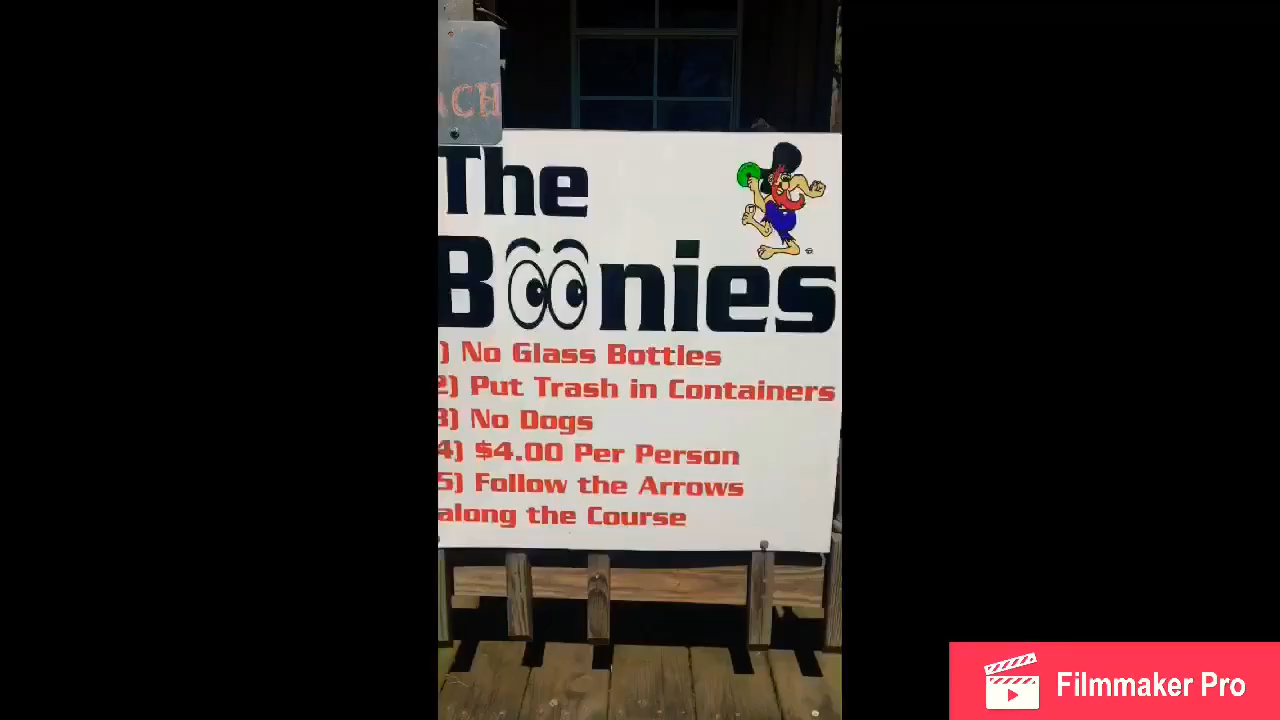 The
Boonies
) No Glass Bottles
2) Put Trash in Containers
3) No Dogs
4) $4.00 Per Person
5) Follow the Arrows
along the Course
Filmmaker Pro